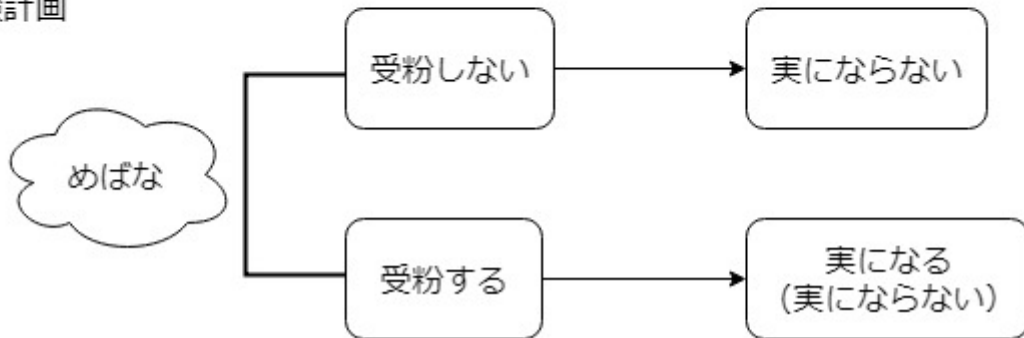 計画
受粉しない
実にならない
めばな
受粉する
実になる
(実にならない)